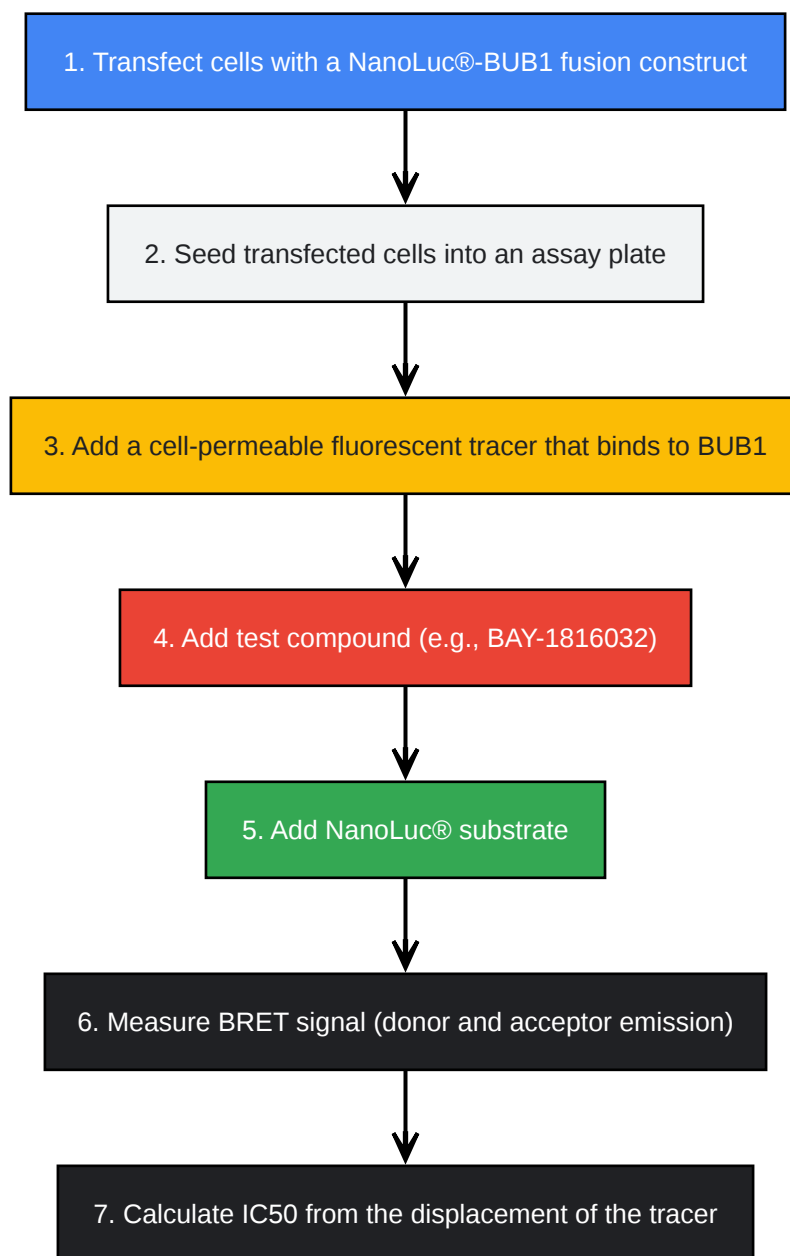 1. Transfect cells with a NanoLuc®-BUB1 fusion construct
2. Seed transfected cells into an assay plate
3. Add a cell-permeable fluorescent tracer that binds to BUB1
4. Add test compound (e.g., BAY-1816032)
5. Add NanoLuc® substrate
6. Measure BRET signal (donor and acceptor emission)
7. Calculate IC50 from the displacement of the tracer